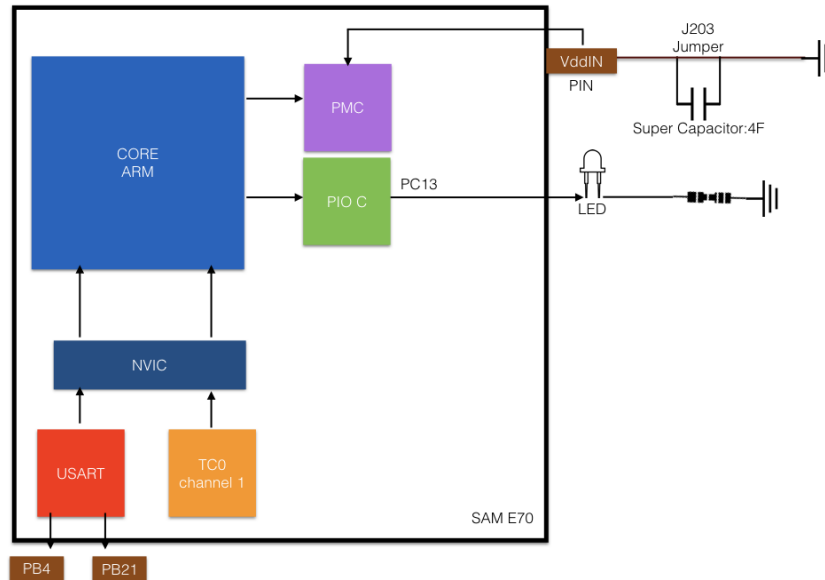 J203
Jumper
VddIN
PIN
Super Capacitor:4F
PMC
CORE
ARM
PIO C
PC13
LED
NVIC
USART
TC0
channel 1
SAM E70
PB4
PB21